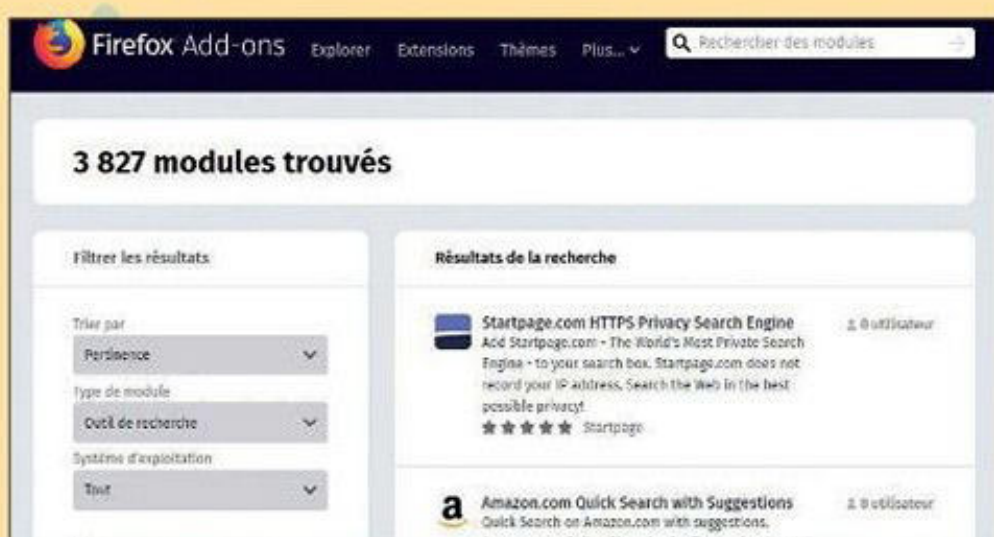 Firefox Add-ons Explorer Extensions Thèmes Plus... Rechercher des modules
3 827 modules trouvés
Filtrer les résultats
Trier par
Pertinence
Type de module
Outil de recherche
Système d'exploitation
Tout
Résultats de la recherche
Startpage.com HTTPS Privacy Search Engine 0 utilisateur
Add Startpage.com - The World's Most Private Search
Engine - to your search box. Startpage.com does not
record your IP address. Search the Web in the best
possible privacy!
Startpage
a Amazon.com Quick Search with Suggestions 0 utilisateur
Quick Search on Amazon.com with suggestions.